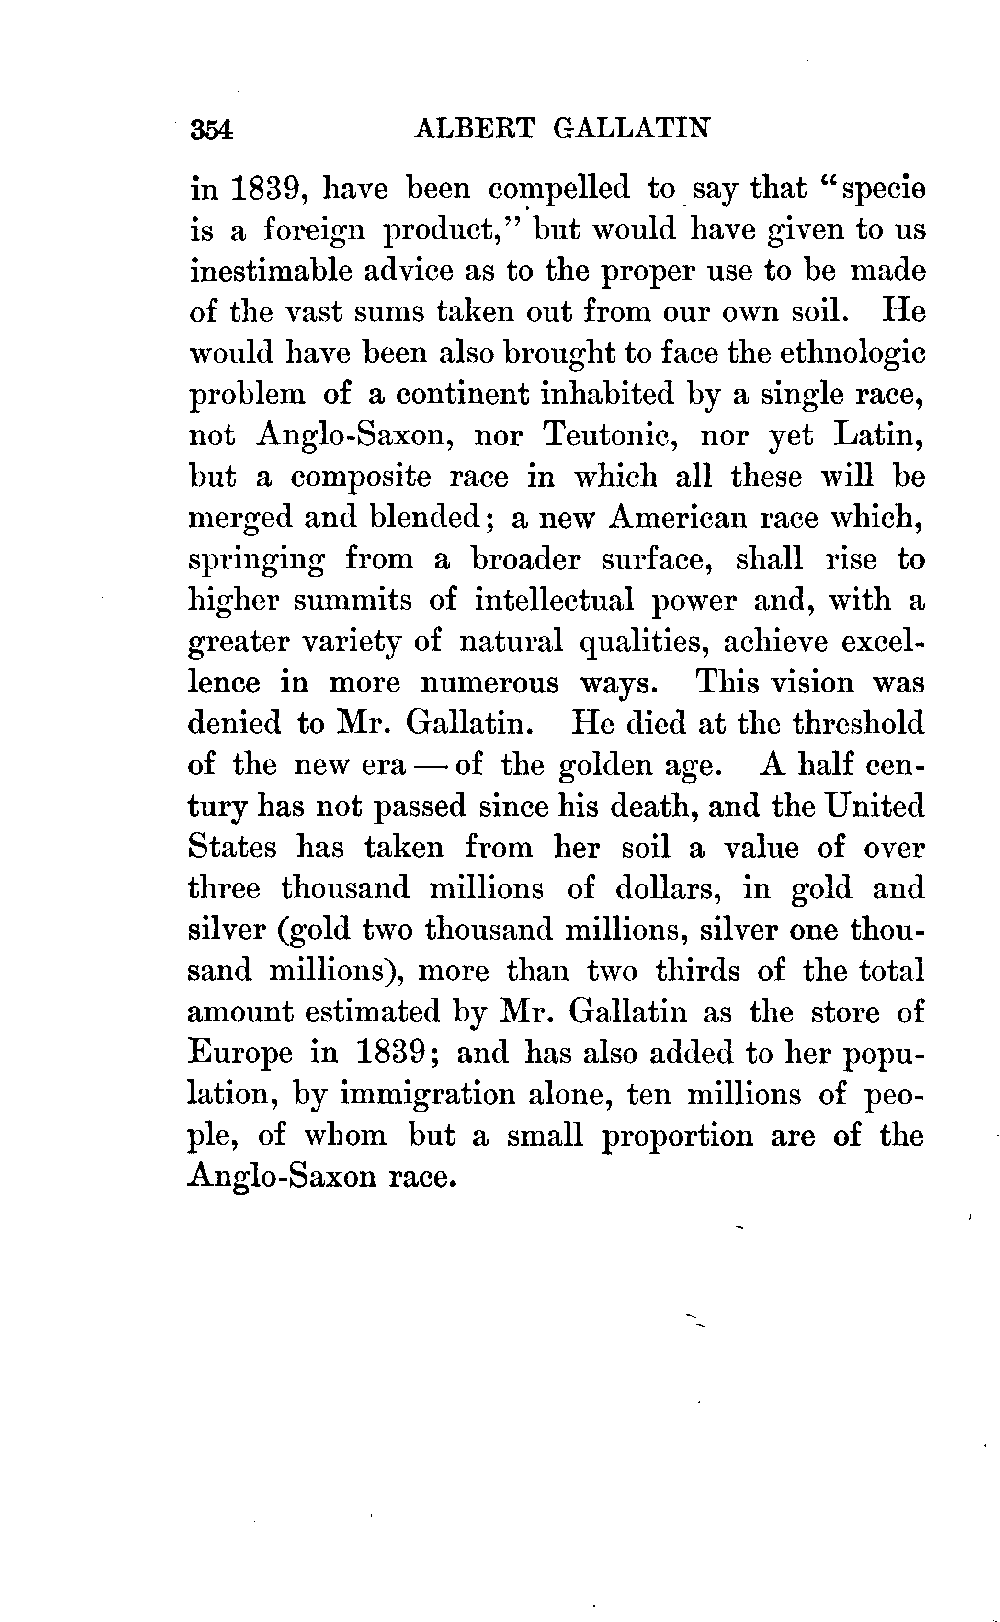 354 ALBERT GALLATIN
in 1839, have been compelled to say that “specie
is a foreign product,” but would have given to us
inestimable advice as to the proper use to be made
of the vast sums taken out from our own soil. He
would have been also brought to face the ethnologic
problem of a continent inhabited by a single race,
not Anglo-Saxon, nor Teutonic, nor yet Latin,
but a composite race in which all these will be
merged and blended; a new American race which,
springing from a broader surface, shall rise to
higher summits of intellectual power and, with a
greater variety of natural qualities, achieve excel-
lence in more numerous ways. This vision was
denied to Mr. Gallatin. He died at the threshold
of the new era — of the golden age. A half cen-
tury has not passed since his death, and the United
States has taken from her soil a value of over
three thousand millions of dollars, in gold and
silver (gold two thousand millions, silver one thou-
sand millions), more than two thirds of the total
amount estimated by Mr. Gallatin as the store of
Europe in 1839; and has also added to her popu-
lation, by immigration alone, ten millions of peo-
ple, of whom but a small proportion are of the
Anglo-Saxon race.